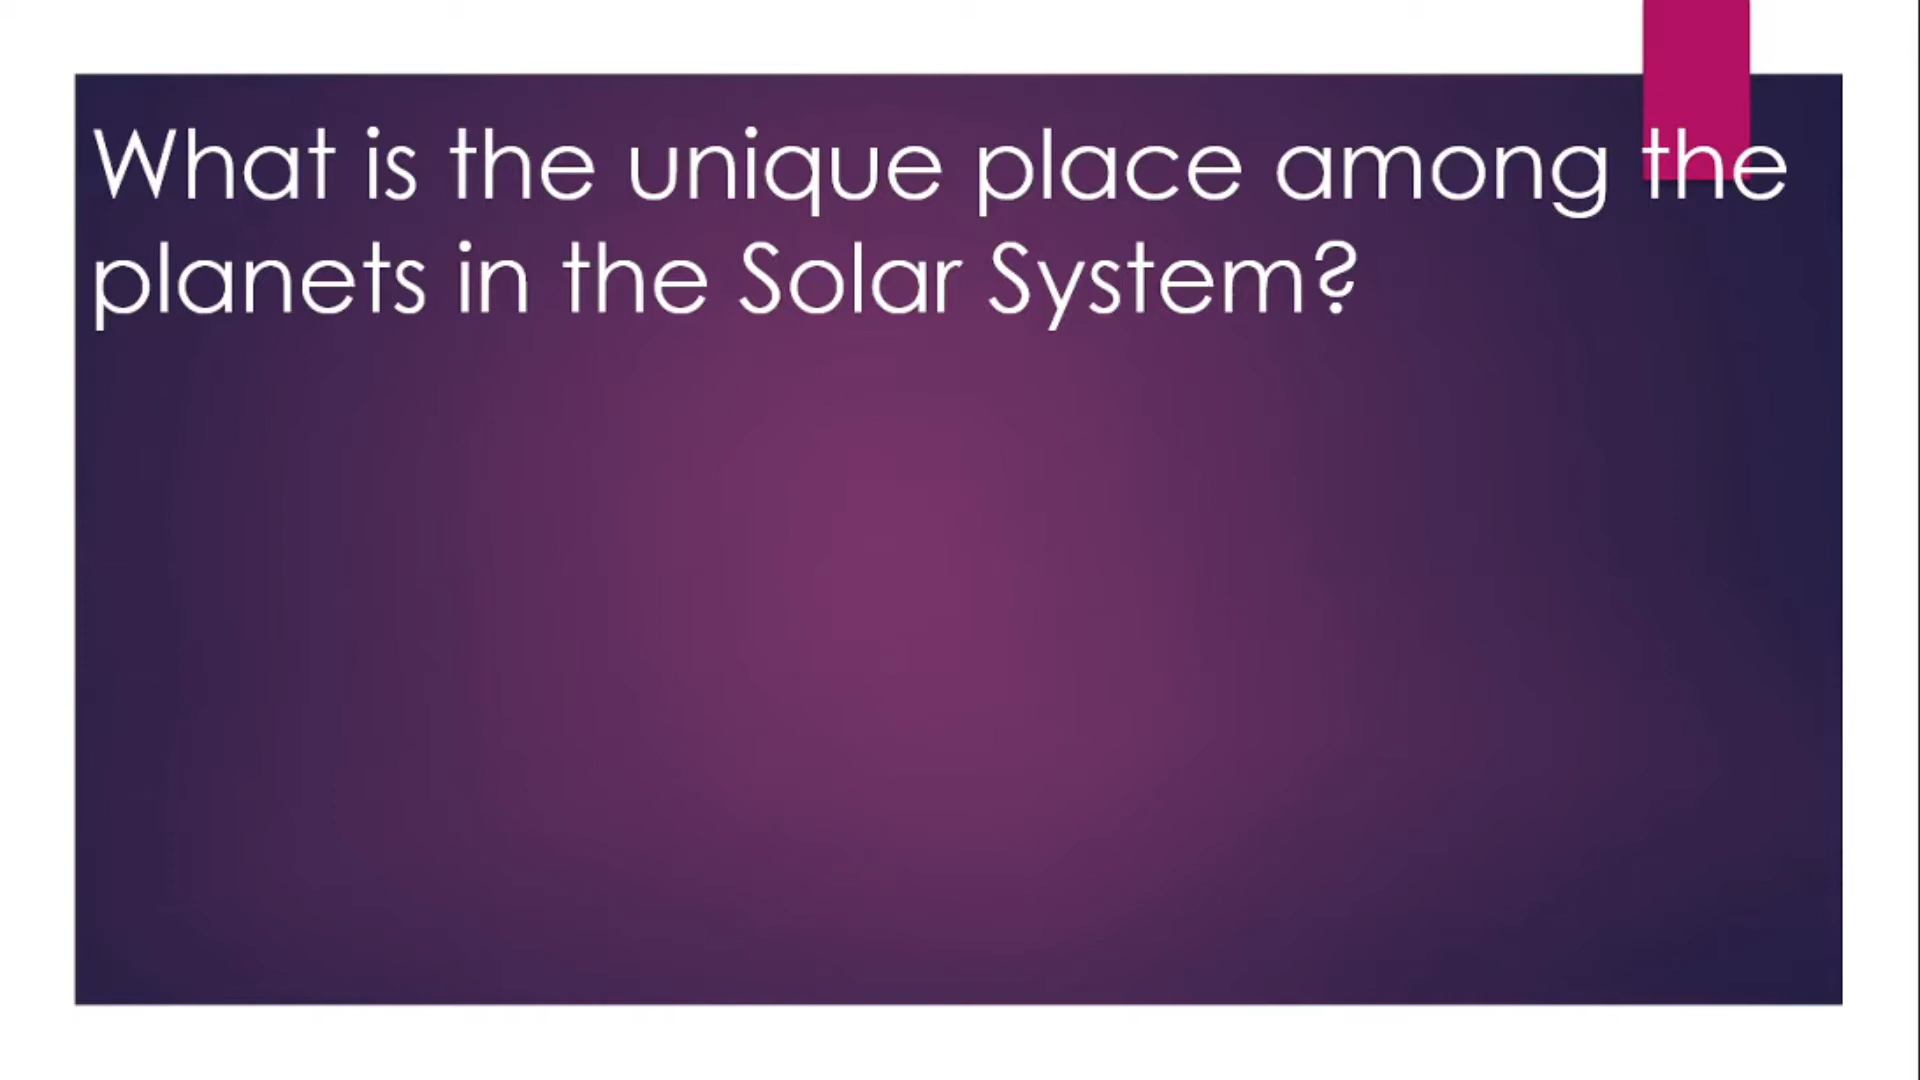 What is the unique place among the
planets in the Solar System?